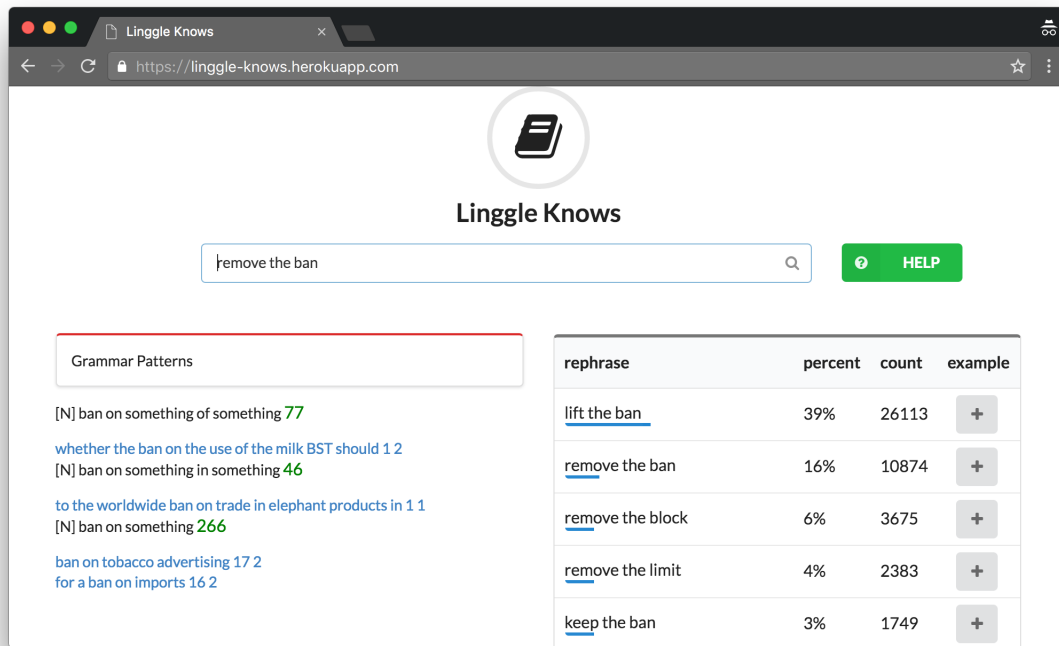 Linggle Knows
https://linggle-knows.herokuapp.com
Linggle Knows
remove the ban
HELP
Grammar Patterns
[N] ban on something of something 77
whether the ban on the use of the milk BST should 1 2
[N] ban on something in something 46
to the worldwide ban on trade in elephant products in 1 1
[N] ban on something 266
ban on tobacco advertising 17 2
for a ban on imports 16 2
rephrase percent count example
lift the ban 39% 26113 +
remove the ban 16% 10874 +
remove the block 6% 3675 +
remove the limit 4% 2383 +
keep the ban 3% 1749 +